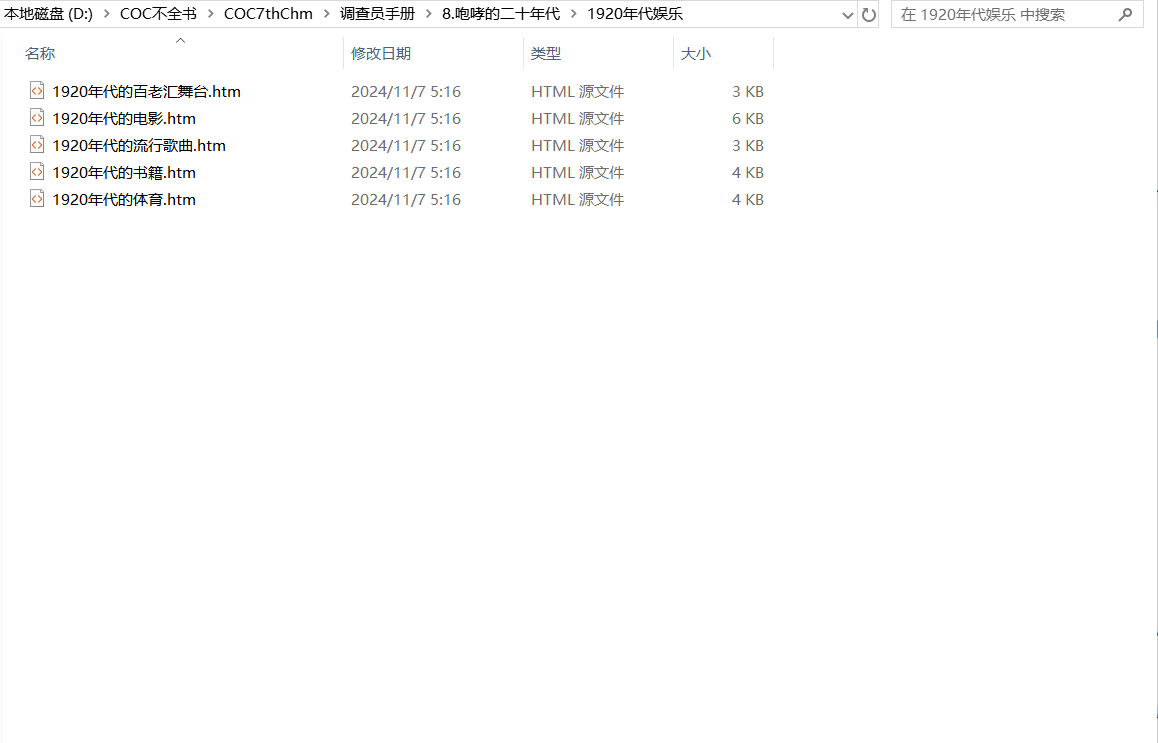 本地磁盘 (D:) > COC不全书 > COC7thChm > 调查员手册 > 8.咆哮的二十年代 > 1920年代娱乐 在 1920年代娱乐 中搜索
名称 修改日期 类型 大小
1920年代的百老汇舞台.htm 2024/11/7 5:16 HTML 源文件 3 KB
1920年代的电影.htm 2024/11/7 5:16 HTML 源文件 6 KB
1920年代的流行歌曲.htm 2024/11/7 5:16 HTML 源文件 3 KB
1920年代的书籍.htm 2024/11/7 5:16 HTML 源文件 4 KB
1920年代的体育.htm 2024/11/7 5:16 HTML 源文件 4 KB